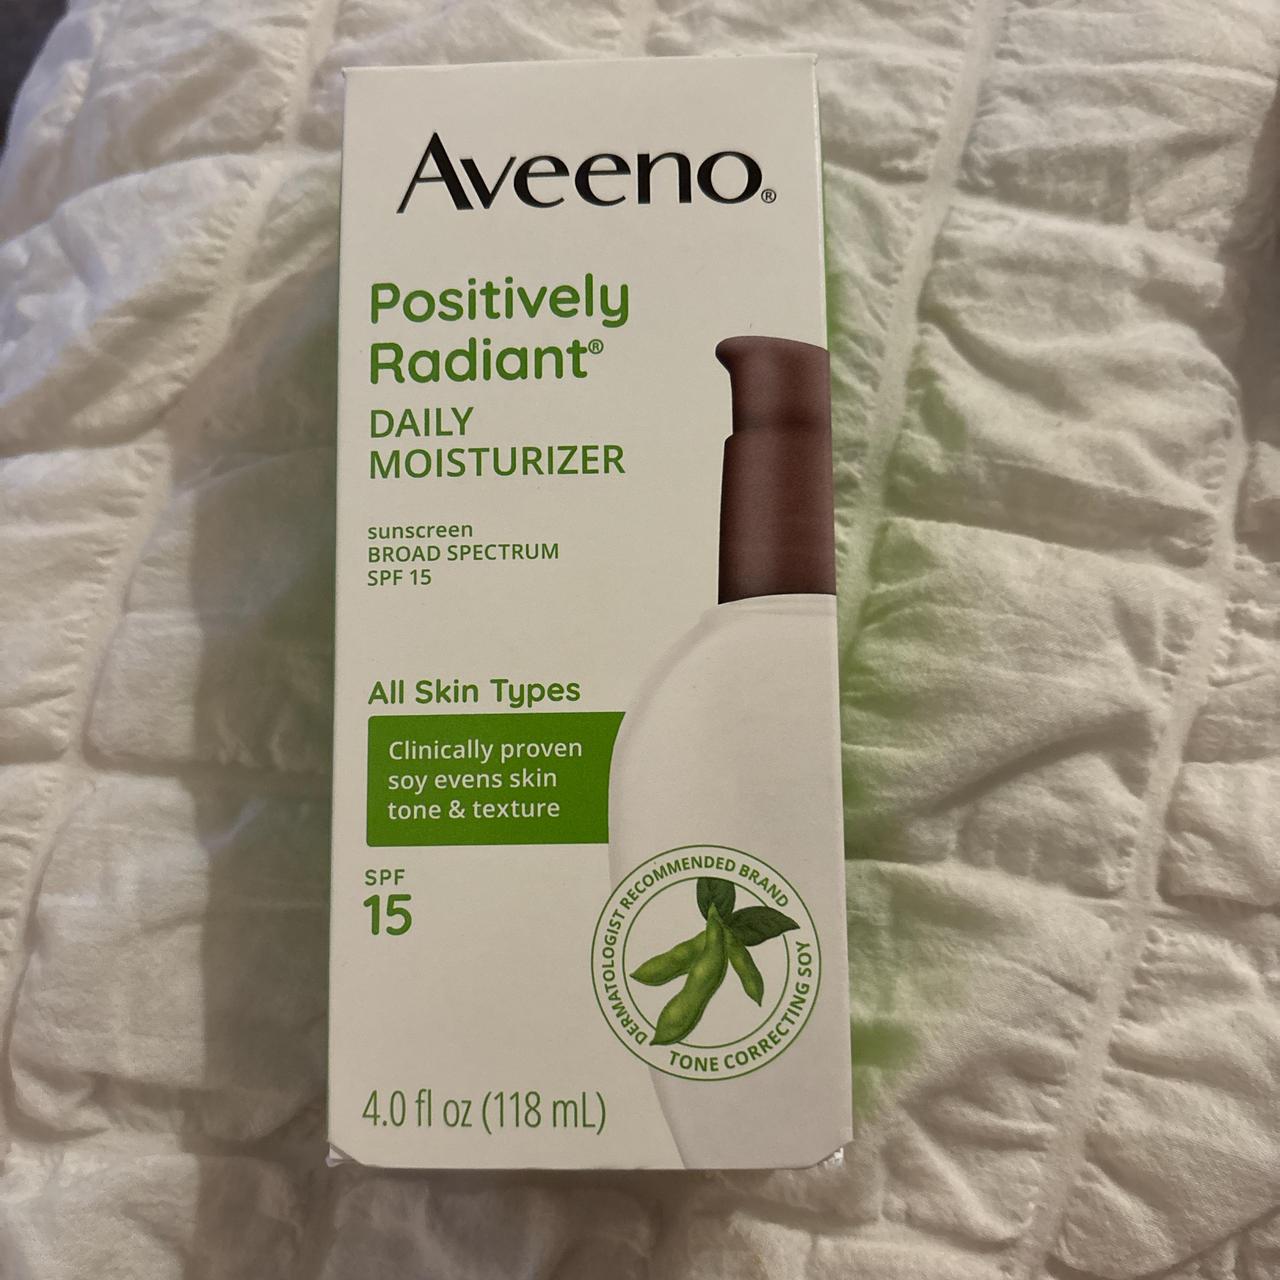 Aveeno®
Positively
Radiant®
DAILY
MOISTURIZER
sunscreen
BROAD SPECTRUM
SPF 15
All Skin Types
Clinically proven
soy evens skin
tone & texture
SPF
15
DERMATOLOGIST RECOMMENDED BRAND
TONE CORRECTING SOY
4.0 fl oz (118 mL)